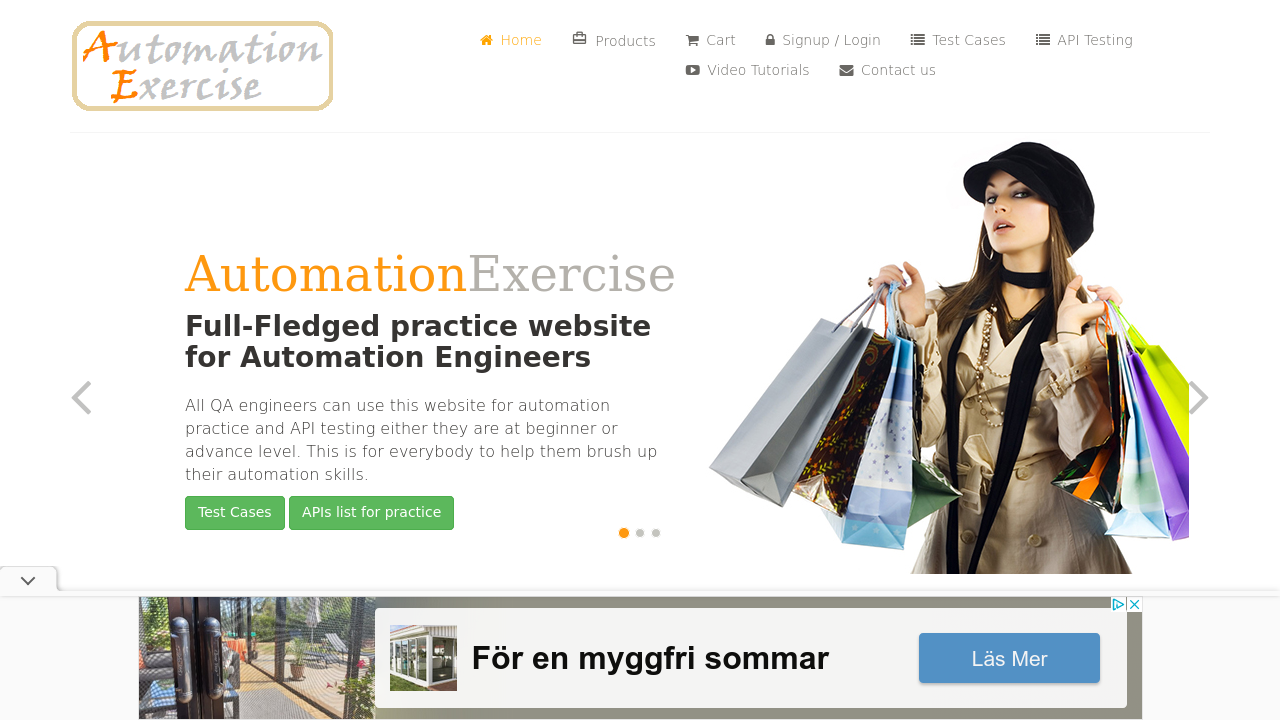 Automation
Exercise
Home
Products
Cart
Signup / Login
Test Cases
API Testing
Video Tutorials
Contact us
AutomationExercise
Full-Fledged practice website
for Automation Engineers
All QA engineers can use this website for automation
practice and API testing either they are at beginner or
advance level. This is for everybody to help them brush up
their automation skills.
Test Cases
APIs list for practice
För en myggfri sommar
Läs Mer